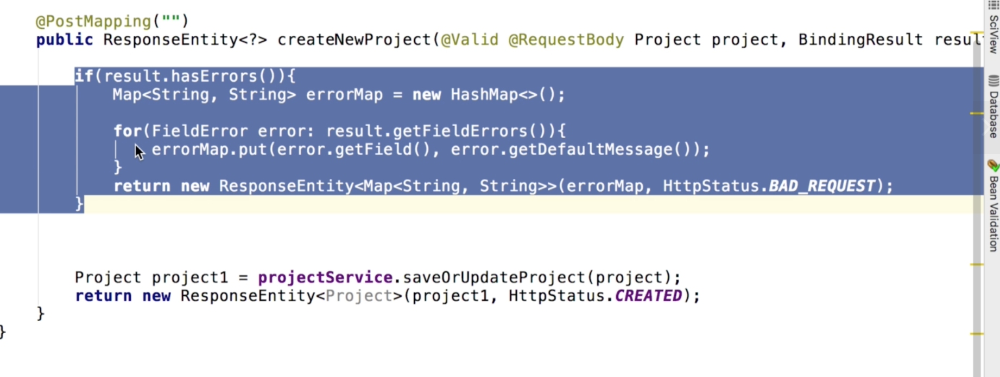 @PostMapping("")
public ResponseEntity<?> createNewProject(@Valid @RequestBody Project project, BindingResult
if(result.hasErrors()){
Map<String, String> errorMap = new HashMap<>();
for(FieldError error: result.getFieldErrors()){
errorMap.put(error.getField(), error.getDefaultMessage());
}
return new ResponseEntity<Map<String, String>>(errorMap, HttpStatus.BAD_REQUEST);
}
Project project1 = projectService.saveOrUpdateProject(project);
return new ResponseEntity<Project>(project1, HttpStatus.CREATED);
}
}
SciView
Database
Bean Validation